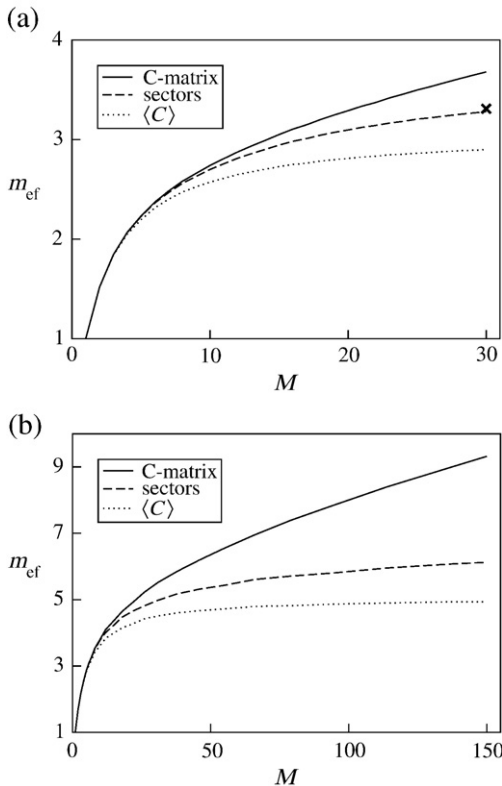 (a)
4
C-matrix
sectors
⟨C⟩
3
m_ef
2
1
0 10 20 30
M
(b)
9
C-matrix
sectors
⟨C⟩
7
m_ef
5
3
1
0 50 100 150
M